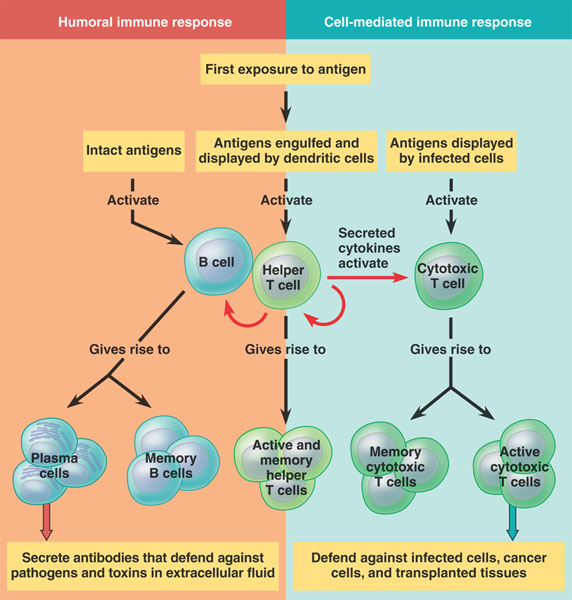 Humoral immune response
Cell-mediated immune response
First exposure to antigen
Intact antigens
Antigens engulfed and
displayed by dendritic cells
Antigens displayed
by infected cells
Activate
Activate
Activate
Secreted
cytokines
activate
B cell
Helper
T cell
Cytotoxic
T cell
Gives rise to
Gives rise to
Gives rise to
Plasma
cells
Memory
B cells
Active and
memory
helper
T cells
Memory
cytotoxic
T cells
Active
cytotoxic
T cells
Secrete antibodies that defend against
pathogens and toxins in extracellular fluid
Defend against infected cells, cancer
cells, and transplanted tissues